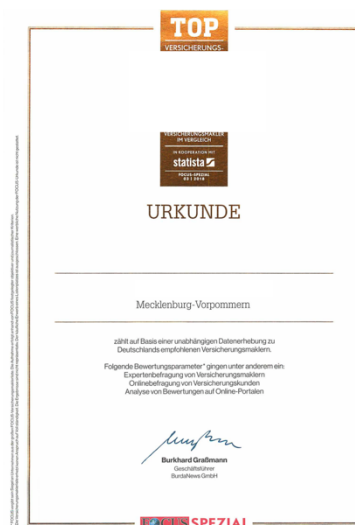 TOP
VERSICHERUNGS-
VERSICHERUNGSMAKLER
IM VERGLEICH
IN KOOPERATION MIT
statista
FOCUS-SPEZIAL
URKUNDE
Mecklenburg-Vorpommern
zählt auf Basis einer unabhängigen Datenerhebung zu
Deutschlands empfohlenen Versicherungsmaklern.
Folgende Bewertungsparameter* gingen unter anderem ein:
Expertenbefragung von Versicherungsmaklern
Onlinebefragung von Versicherungskunden
Analyse von Bewertungen auf Online-Portalen
Burkhard Graßmann
Geschäftsführer
BurdaNews GmbH
FOCUS SPEZIAL